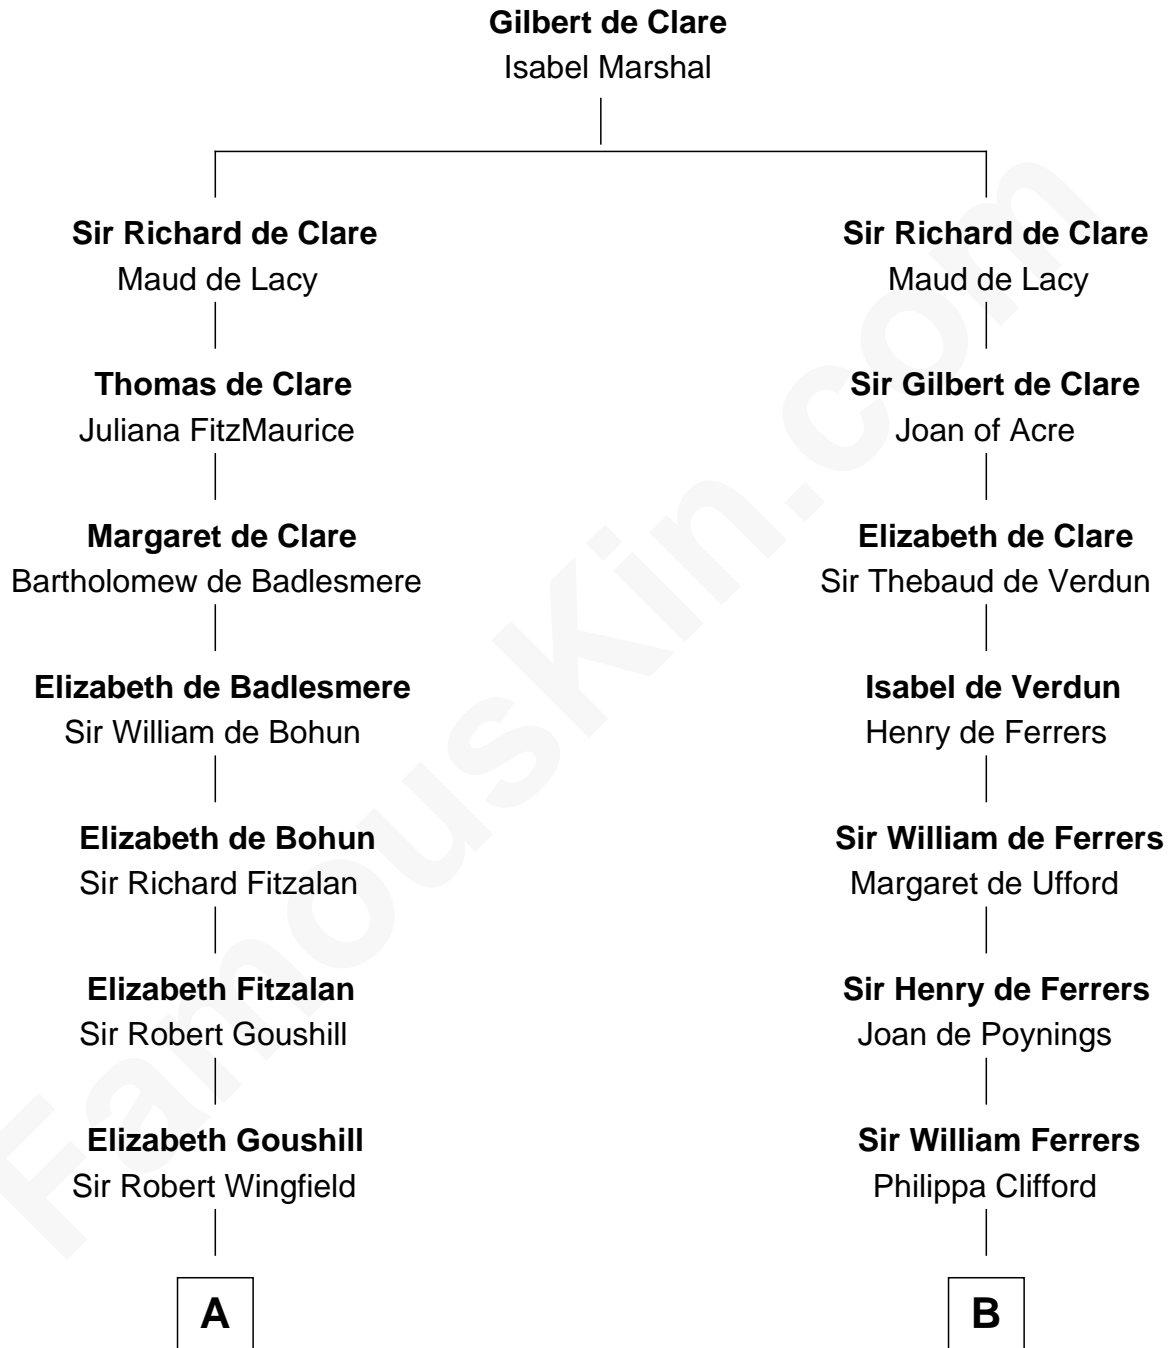 Gilbert de Clare
Isabel Marshal
Sir Richard de Clare
Maud de Lacy
Thomas de Clare
Juliana FitzMaurice
Margaret de Clare
Bartholomew de Badlesmere
Elizabeth de Badlesmere
Sir William de Bohun
Elizabeth de Bohun
Sir Richard Fitzalan
Elizabeth Fitzalan
Sir Robert Goushill
Elizabeth Goushill
Sir Robert Wingfield
A
Sir Richard de Clare
Maud de Lacy
Sir Gilbert de Clare
Joan of Acre
Elizabeth de Clare
Sir Thebaud de Verdun
Isabel de Verdun
Henry de Ferrers
Sir William de Ferrers
Margaret de Ufford
Sir Henry de Ferrers
Joan de Poynings
Sir William Ferrers
Philippa Clifford
B
FamousKin.com